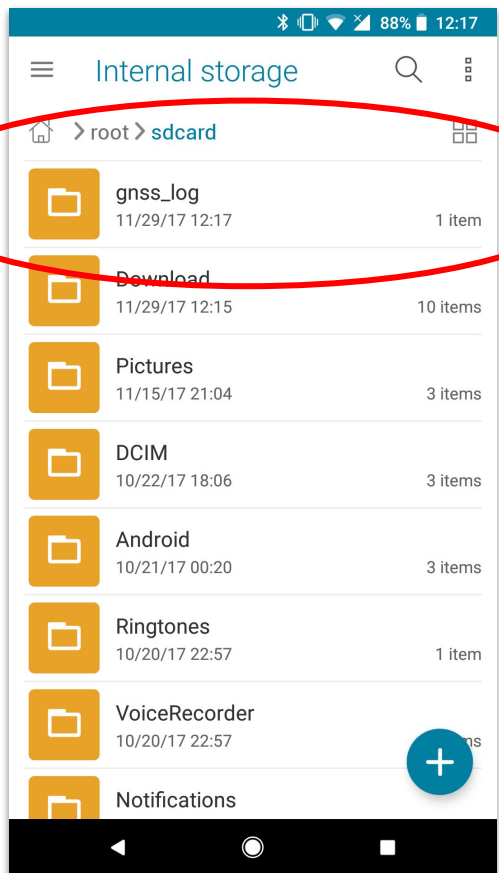 88% 12:17
Internal storage
root > sdcard
gnss_log
11/29/17 12:17 1 item
Download
11/29/17 12:15 10 items
Pictures
11/15/17 21:04 3 items
DCIM
10/22/17 18:06 3 items
Android
10/21/17 00:20 3 items
Ringtones
10/20/17 22:57 1 item
VoiceRecorder
10/20/17 22:57
Notifications